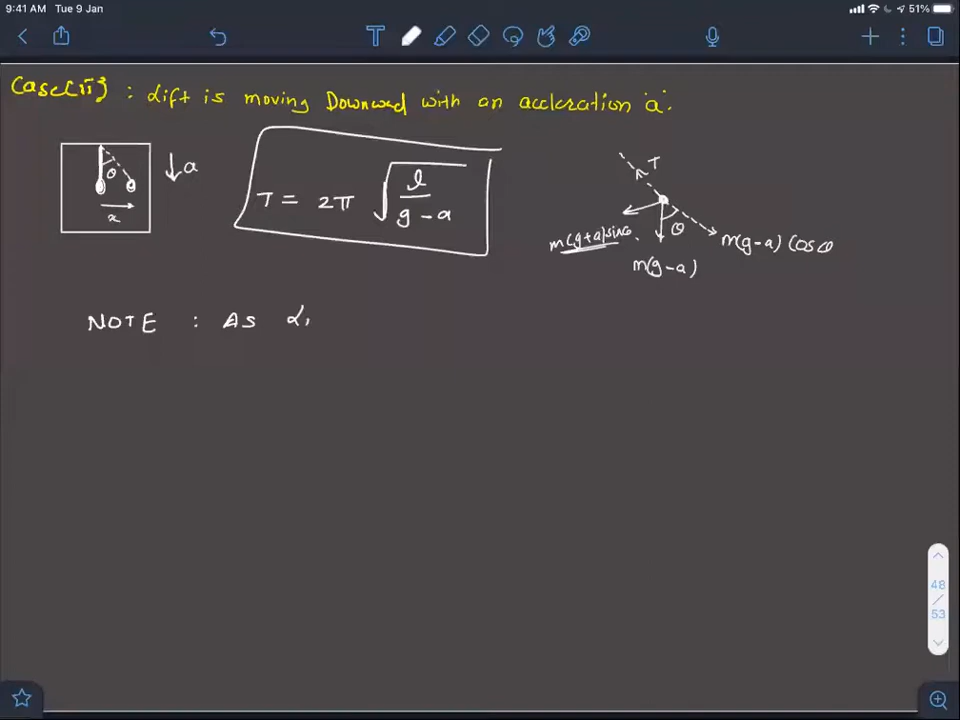 9:41 AM Tue 9 Jan
51%
Case(ii) : Lift is moving Downward with an accleration 'a'.
θ
x
↓ a
T = 2π √(l / g - a)
T
θ
m(g+a) sinθ
m(g-a)
m(g-a) cosθ
NOTE : AS
48
/
53